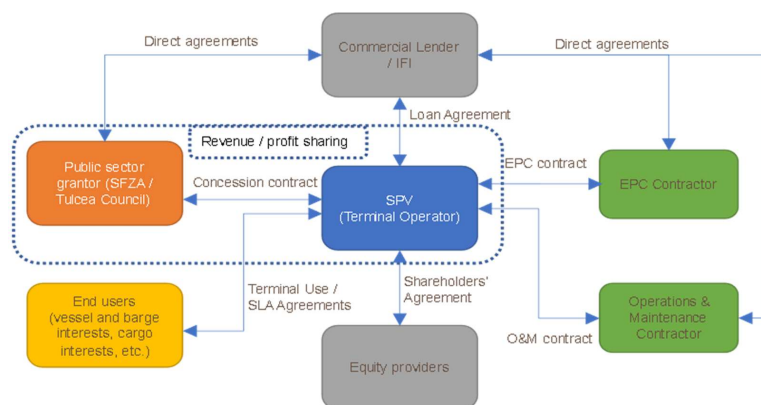 Direct agreements
Commercial Lender
/ IFI
Direct agreements
Loan Agreement
Revenue / profit sharing
Public sector
grantor (SFZA /
Tulcea Council)
Concession contract
SPV
(Terminal Operator)
EPC contract
EPC Contractor
End users
(vessel and barge
interests, cargo
interests, etc.)
Terminal Use /
SLA Agreements
Shareholders'
Agreement
Equity providers
O&M contract
Operations &
Maintenance
Contractor